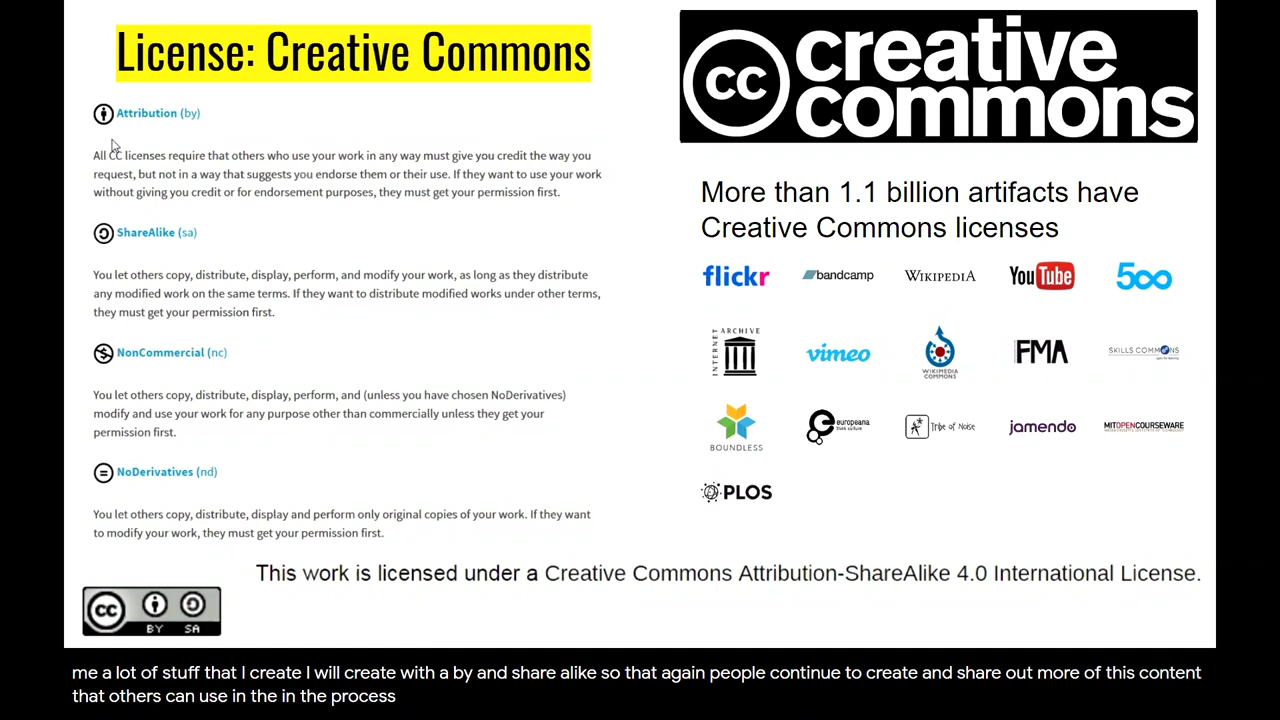 License: Creative Commons
Attribution (by)
All CC licenses require that others who use your work in any way must give you credit the way you
request, but not in a way that suggests you endorse them or their use. If they want to use your work
without giving you credit or for endorsement purposes, they must get your permission first.
ShareAlike (sa)
You let others copy, distribute, display, perform, and modify your work, as long as they distribute
any modified work on the same terms. If they want to distribute modified works under other terms,
they must get your permission first.
NonCommercial (nc)
You let others copy, distribute, display, perform, and (unless you have chosen NoDerivatives)
modify and use your work for any purpose other than commercially unless they get your
permission first.
NoDerivatives (nd)
You let others copy, distribute, display and perform only original copies of your work. If they want
to modify your work, they must get your permission first.
cc creative
commons
More than 1.1 billion artifacts have
Creative Commons licenses
flickr bandcamp WIKIPEDIA YouTube 500
INTERNET ARCHIVE vimeo WIKIMEDIA COMMONS FMA SKILLS COMMONS
BOUNDLESS europeana think culture Tribe of Noise jamendo MITOPENCOURSEWARE
PLOS
This work is licensed under a Creative Commons Attribution-ShareAlike 4.0 International License.
cc BY SA
me a lot of stuff that I create I will create with a by and share alike so that again people continue to create and share out more of this content
that others can use in the in the process